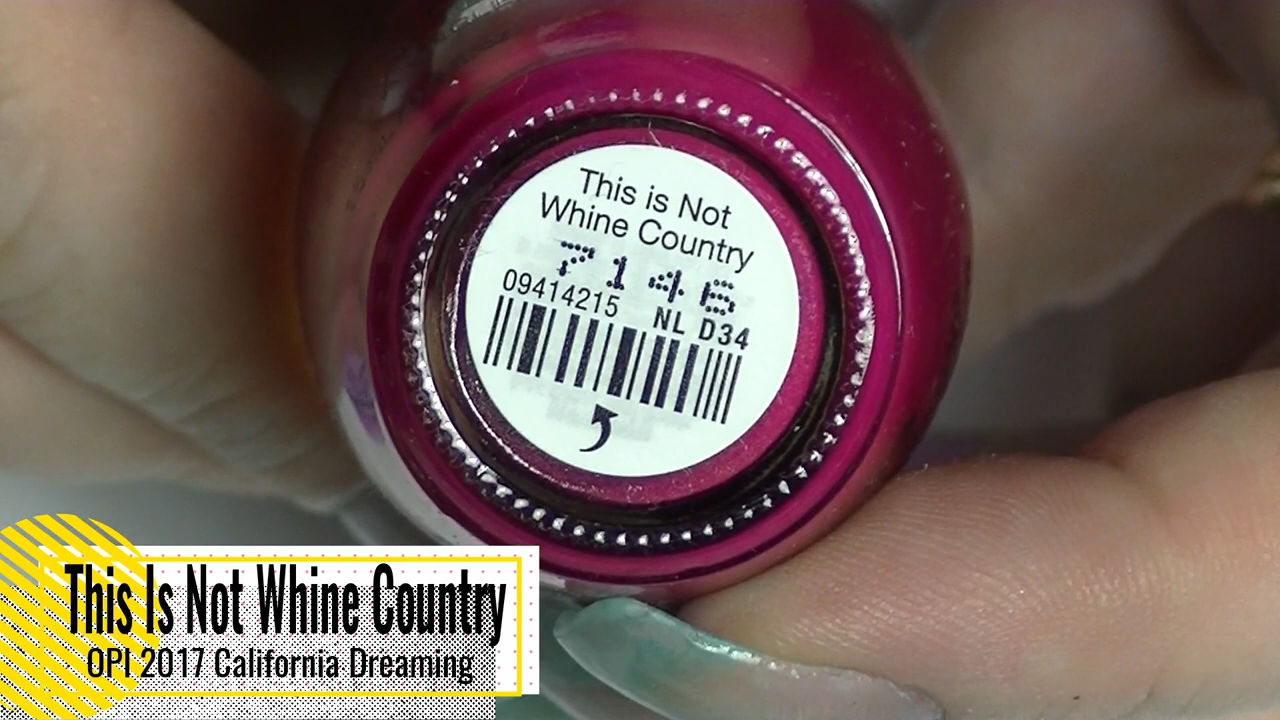 This is Not
Whine Country
7146
09414215 NL D34
This Is Not Whine Country
OPI 2017 California Dreaming